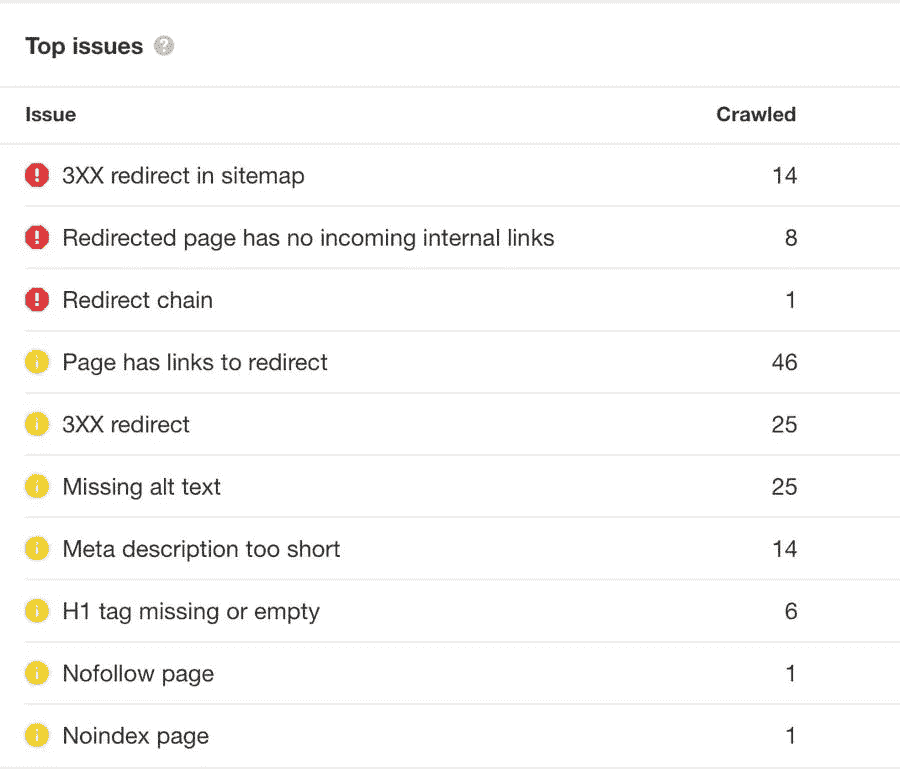 Top issues ?
Issue Crawled
! 3XX redirect in sitemap 14
! Redirected page has no incoming internal links 8
! Redirect chain 1
i Page has links to redirect 46
i 3XX redirect 25
i Missing alt text 25
i Meta description too short 14
i H1 tag missing or empty 6
i Nofollow page 1
i Noindex page 1